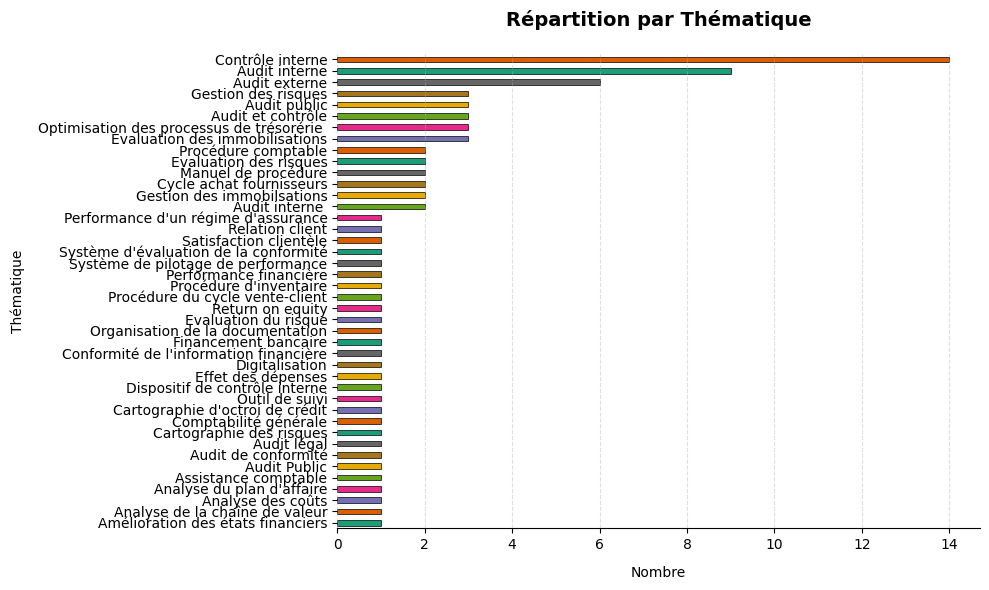 Répartition par Thématique
Contrôle interne
Audit interne
Audit externe
Gestion des risques
Audit public
Audit et contrôle
Optimisation des processus de trésorérie
Evaluation des immobilisations
Procédure comptable
Evaluation des risques
Manuel de procédure
Cycle achat fournisseurs
Gestion des immobilsations
Audit interne
Performance d'un régime d'assurance
Relation client
Satisfaction clientèle
Système d'évaluation de la conformité
Système de pilotage de performance
Performance financière
Procédure d'inventaire
Procédure du cycle vente-client
Return on equity
Evaluation du risque
Organisation de la documentation
Financement bancaire
Conformité de l'information financière
Digitalisation
Effet des dépenses
Dispositif de contrôle interne
Outil de suivi
Cartographie d'octroi de crédit
Comptabilité générale
Cartographie des risques
Audit légal
Audit de conformité
Audit Public
Assistance comptable
Analyse du plan d'affaire
Analyse des coûts
Analyse de la chaîne de valeur
Amélioration des états financiers
Thématique
0 2 4 6 8 10 12 14
Nombre